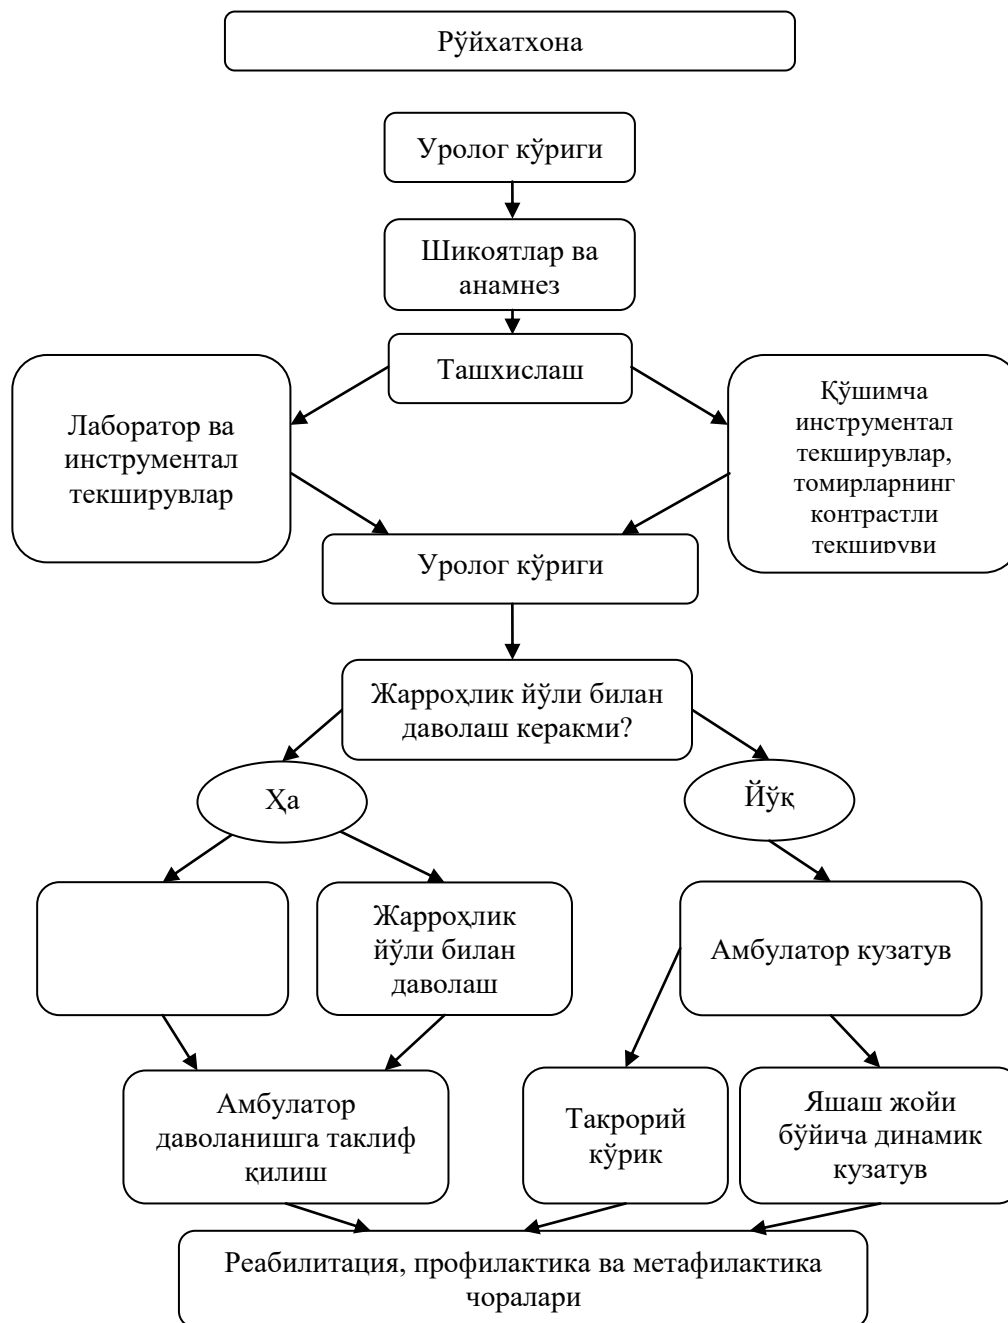 Рўйхатхона
Уролог кўриги
Шикоятлар ва
анамнез
Ташхислаш
Лаборатор ва
инструментал
текширувлар
Қўшимча
инструментал
текширувлар,
томирларнинг
контрастли
текшируви
Уролог кўриги
Жарроҳлик йўли билан
даволаш керакми?
Ҳа
Йўқ
Жарроҳлик
йўли билан
даволаш
Амбулатор кузатув
Амбулатор
даволанишга таклиф
қилиш
Такрорий
кўрик
Яшаш жойи
бўйича динамик
кузатув
Реабилитация, профилактика ва метафилактика
чоралари